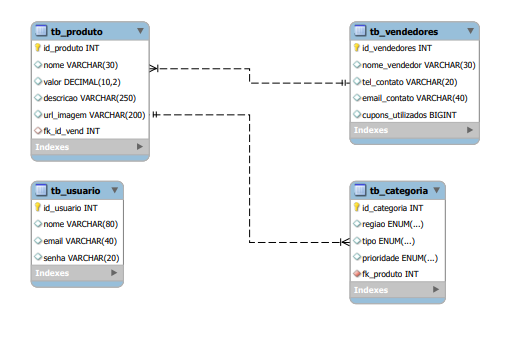 tb_produto
id_produto INT
nome VARCHAR(30)
valor DECIMAL(10,2)
descricao VARCHAR(250)
url_imagem VARCHAR(200)
fk_id_vend INT
Indexes
tb_vendedores
id_vendedores INT
nome_vendedor VARCHAR(30)
tel_contato VARCHAR(20)
email_contato VARCHAR(40)
cupons_utilizados BIGINT
Indexes
tb_usuario
id_usuario INT
nome VARCHAR(80)
email VARCHAR(40)
senha VARCHAR(20)
Indexes
tb_categoria
id_categoria INT
regiao ENUM(...)
tipo ENUM(...)
prioridade ENUM(...)
fk_produto INT
Indexes